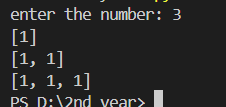 enter the number: 3
[1]
[1, 1]
[1, 1, 1]
PS D:\2nd year>